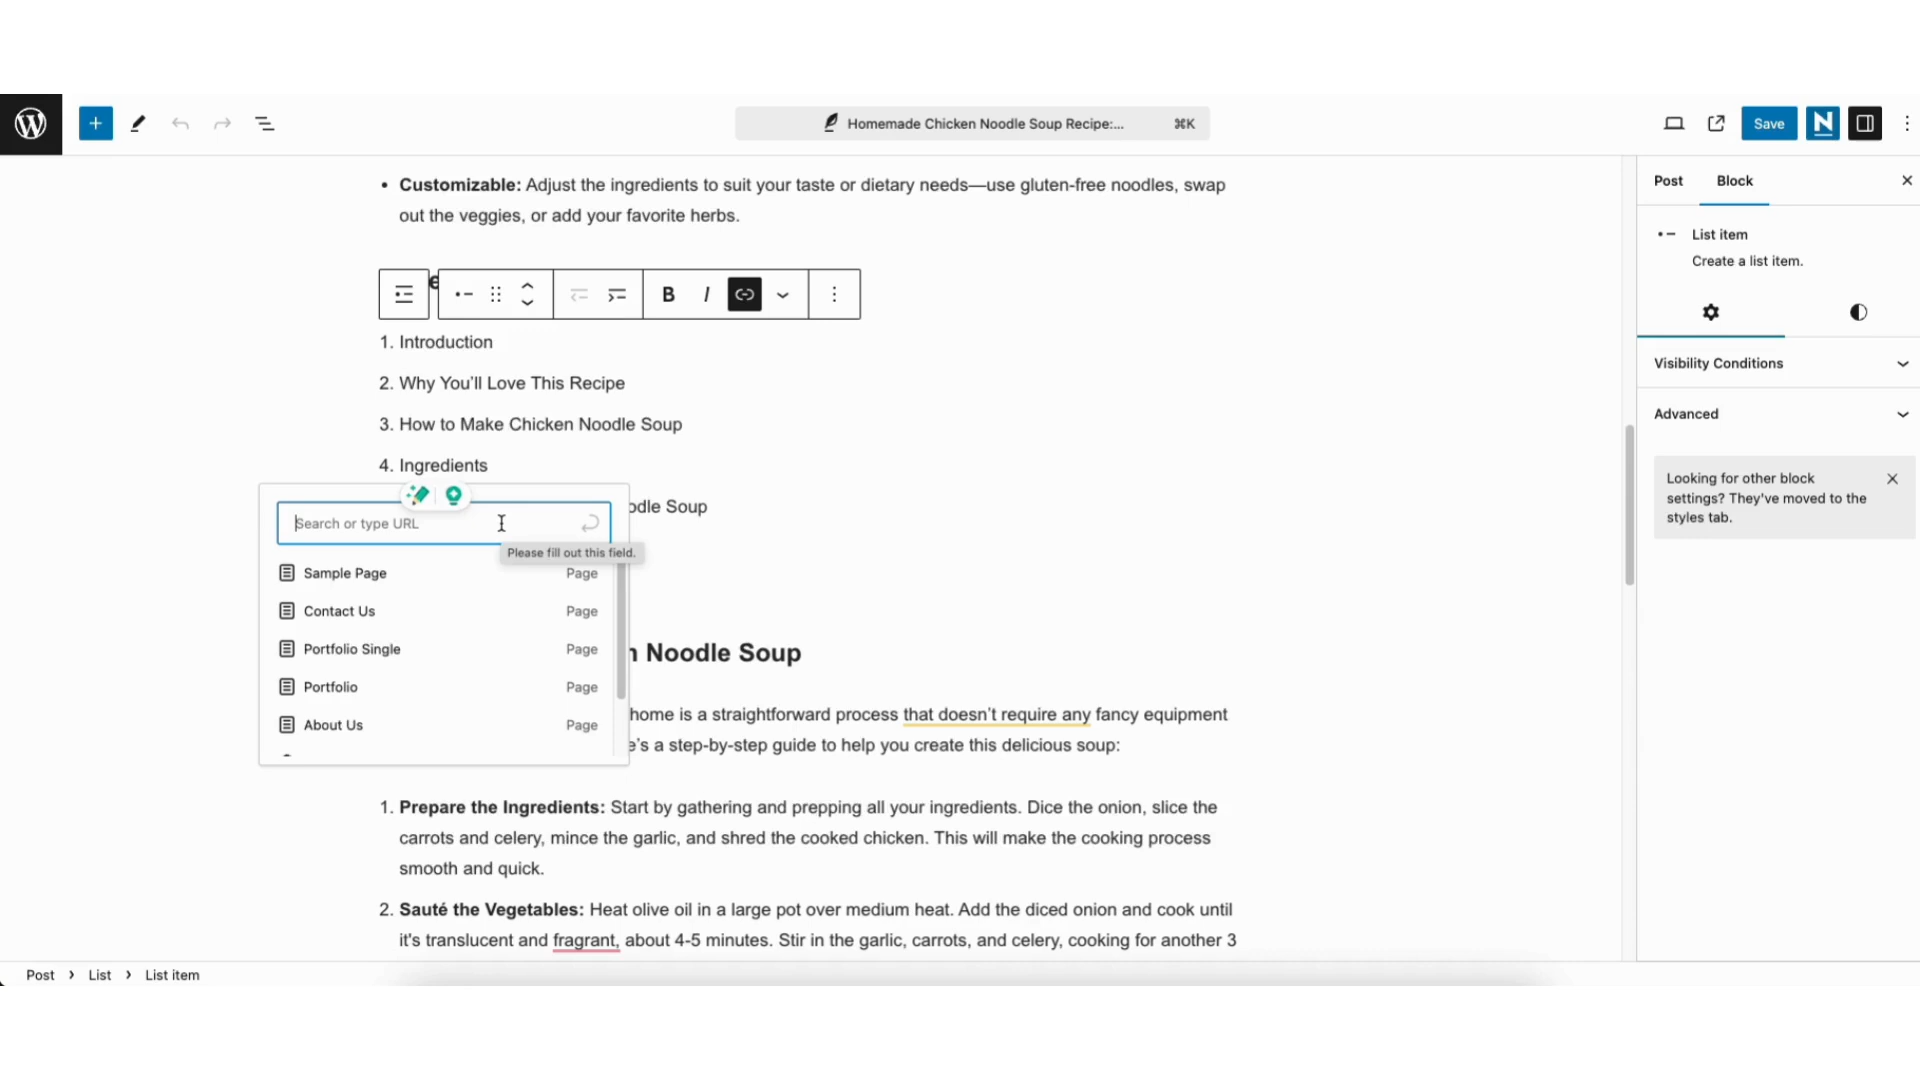 Homemade Chicken Noodle Soup Recipe:...
⌘K
Save
• Customizable: Adjust the ingredients to suit your taste or dietary needs—use gluten-free noodles, swap
out the veggies, or add your favorite herbs.
B I
1. Introduction
2. Why You'll Love This Recipe
3. How to Make Chicken Noodle Soup
4. Ingredients
Noodle Soup
Search or type URL
Please fill out this field.
Sample Page Page
Contact Us Page
Portfolio Single Page
Portfolio Page
About Us Page
Noodle Soup
home is a straightforward process that doesn't require any fancy equipment
a step-by-step guide to help you create this delicious soup:
1. Prepare the Ingredients: Start by gathering and prepping all your ingredients. Dice the onion, slice the
carrots and celery, mince the garlic, and shred the cooked chicken. This will make the cooking process
smooth and quick.
2. Sauté the Vegetables: Heat olive oil in a large pot over medium heat. Add the diced onion and cook until
it's translucent and fragrant, about 4-5 minutes. Stir in the garlic, carrots, and celery, cooking for another 3
Post Block
List item
Create a list item.
Visibility Conditions
Advanced
Looking for other block
settings? They've moved to the
styles tab.
Post › List › List item